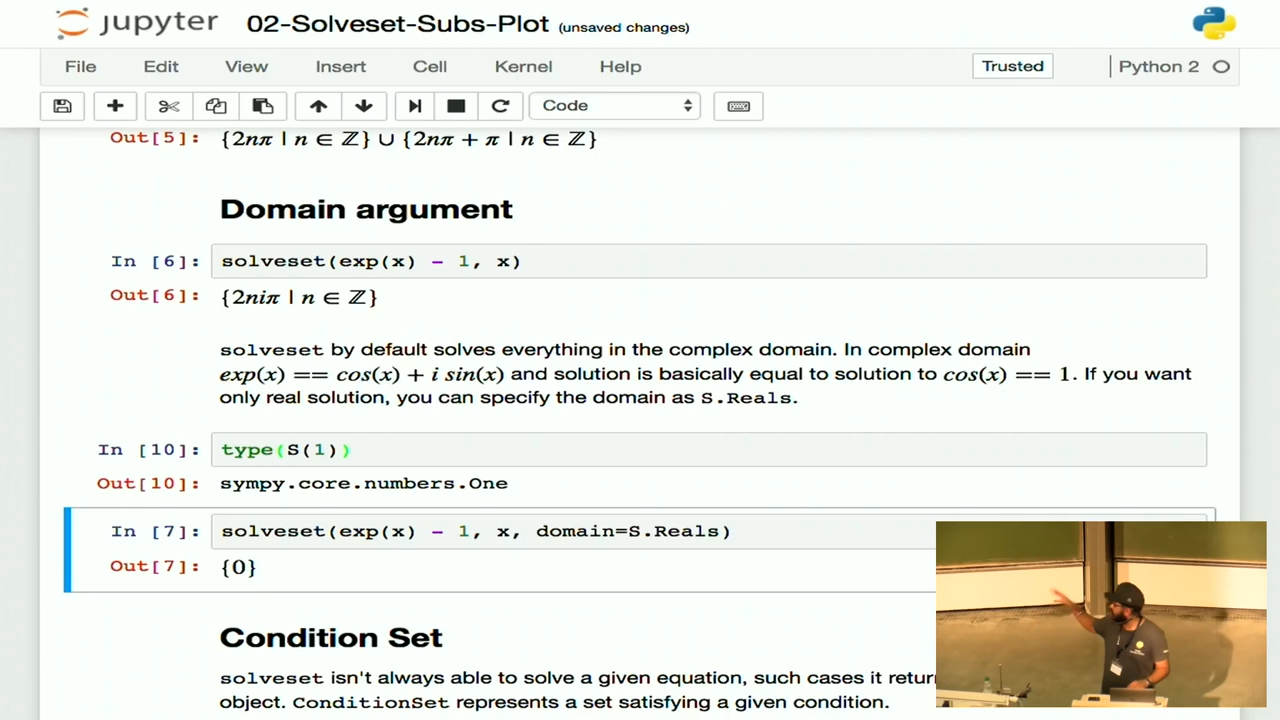 jupyter 02-Solveset-Subs-Plot (unsaved changes)
File Edit View Insert Cell Kernel Help Trusted Python 2
Code
Out[5]: {2nπ | n ∈ ℤ} ∪ {2nπ + π | n ∈ ℤ}
Domain argument
In [6]: solveset(exp(x) - 1, x)
Out[6]: {2niπ | n ∈ ℤ}
solveset by default solves everything in the complex domain. In complex domain
exp(x) == cos(x) + i sin(x) and solution is basically equal to solution to cos(x) == 1. If you want
only real solution, you can specify the domain as S.Reals.
In [10]: type(S(1))
Out[10]: sympy.core.numbers.One
In [7]: solveset(exp(x) - 1, x, domain=S.Reals)
Out[7]: {0}
Condition Set
solveset isn't always able to solve a given equation, such cases it retur
object. ConditionSet represents a set satisfying a given condition.